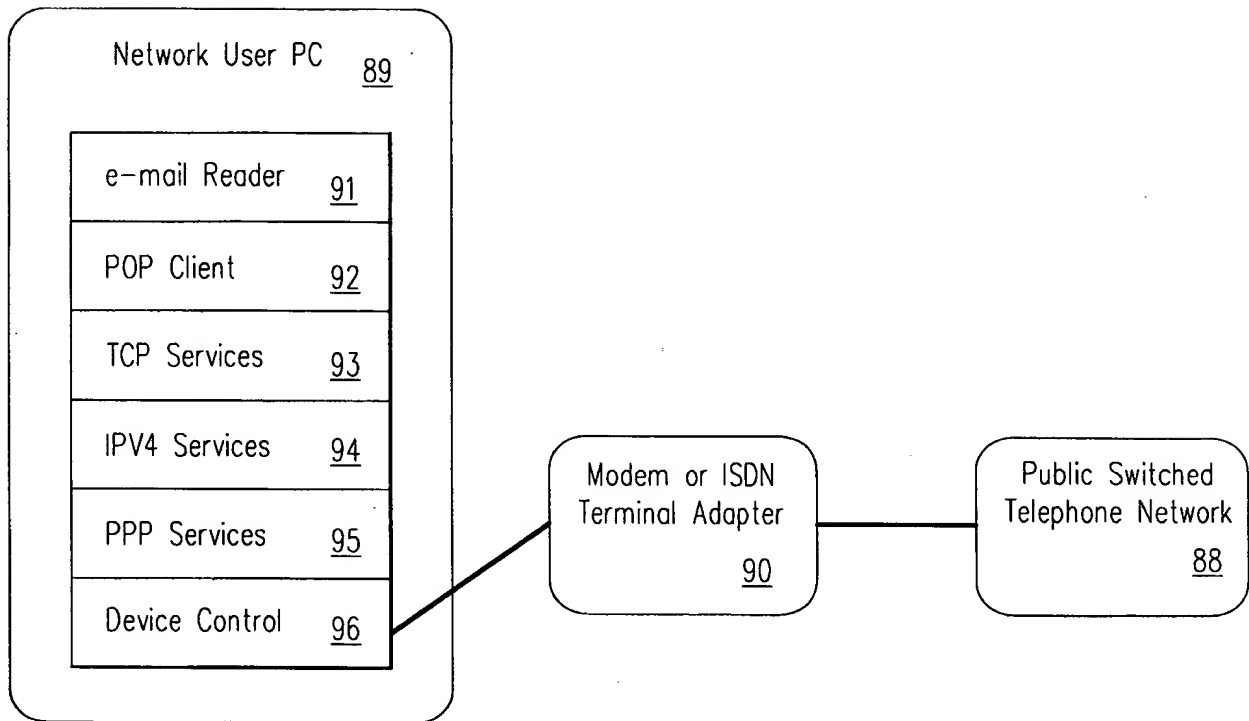 Network User PC 89
e-mail Reader 91
POP Client 92
TCP Services 93
IPV4 Services 94
PPP Services 95
Device Control 96
Modem or ISDN
Terminal Adapter
90
Public Switched
Telephone Network
88